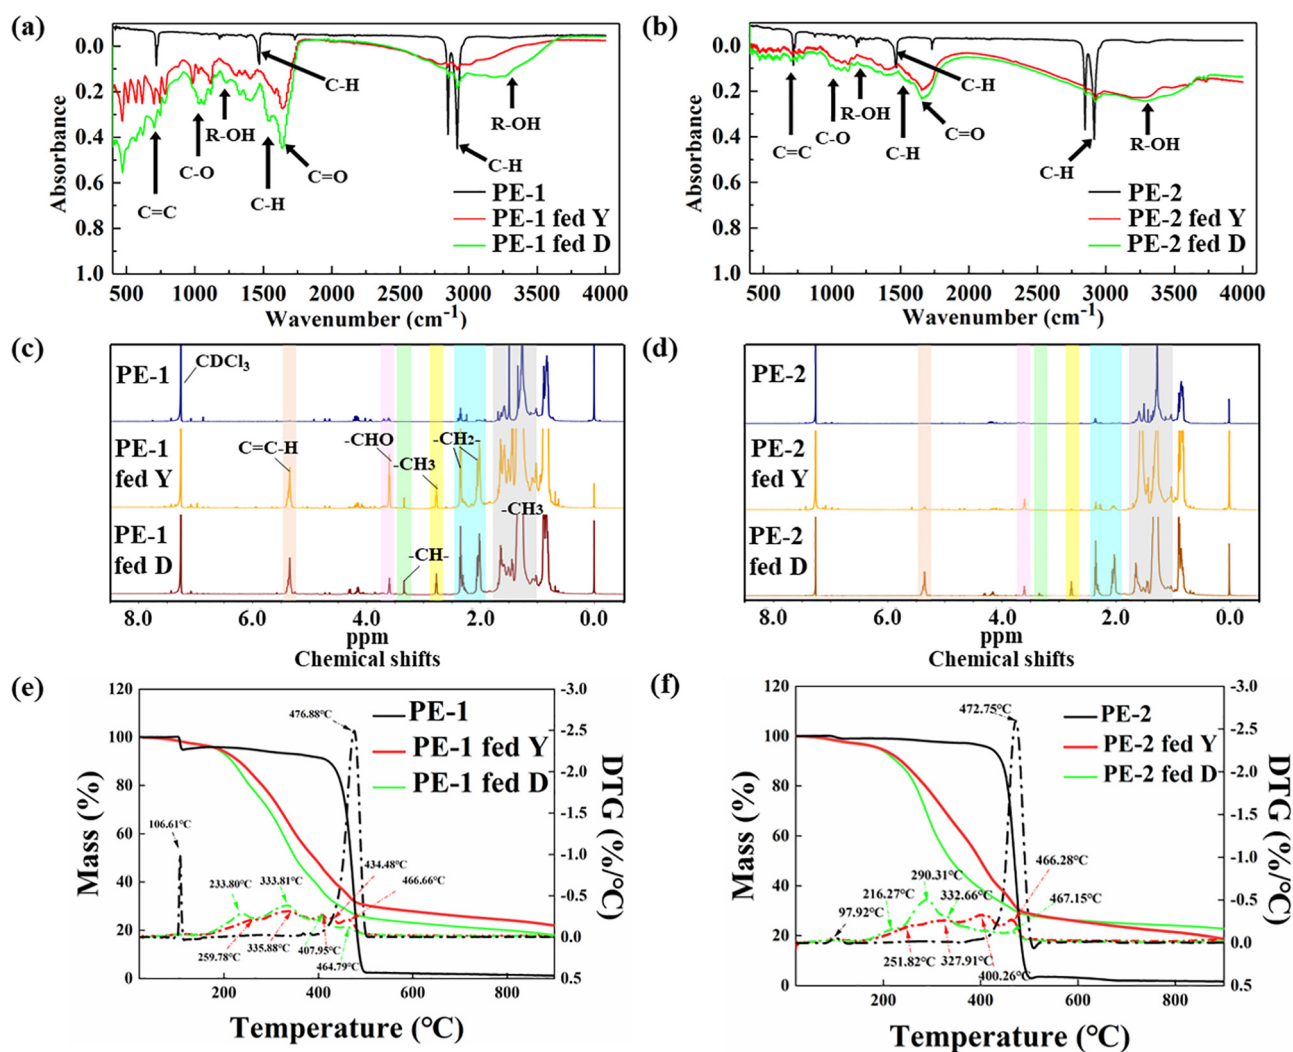 (a)
0.0
0.2
0.4
0.6
0.8
1.0
Absorbance
500 1000 1500 2000 2500 3000 3500 4000
Wavenumber (cm-1)
C=C
C-O
R-OH
C-H
C=O
C-H
C-H
R-OH
PE-1
PE-1 fed Y
PE-1 fed D
(b)
0.0
0.2
0.4
0.6
0.8
1.0
Absorbance
500 1000 1500 2000 2500 3000 3500 4000
Wavenumber (cm-1)
C=C
C-O
R-OH
C-H
C-H
C=O
C-H
R-OH
PE-2
PE-2 fed Y
PE-2 fed D
(c)
PE-1
CDCl3
PE-1
fed Y
C=C-H
-CHO
-CH3
-CH2-
PE-1
fed D
-CH-
-CH3
8.0 6.0 4.0 2.0 0.0
ppm
Chemical shifts
(d)
PE-2
PE-2
fed Y
PE-2
fed D
8.0 6.0 4.0 2.0 0.0
ppm
Chemical shifts
(e)
120
100
80
60
40
20
0
Mass (%)
-3.0
-2.5
-2.0
-1.5
-1.0
-0.5
0.0
0.5
DTG (%/°C)
200 400 600 800
Temperature (°C)
PE-1
PE-1 fed Y
PE-1 fed D
476.88°C
106.61°C
233.80°C
333.81°C
434.48°C
466.66°C
259.78°C
335.88°C
407.95°C
464.79°C
(f)
120
100
80
60
40
20
0
Mass (%)
-3.0
-2.5
-2.0
-1.5
-1.0
-0.5
0.0
0.5
DTG (%/°C)
200 400 600 800
Temperature (°C)
PE-2
PE-2 fed Y
PE-2 fed D
472.75°C
466.28°C
290.31°C
216.27°C
332.66°C
467.15°C
97.92°C
251.82°C
327.91°C
400.26°C